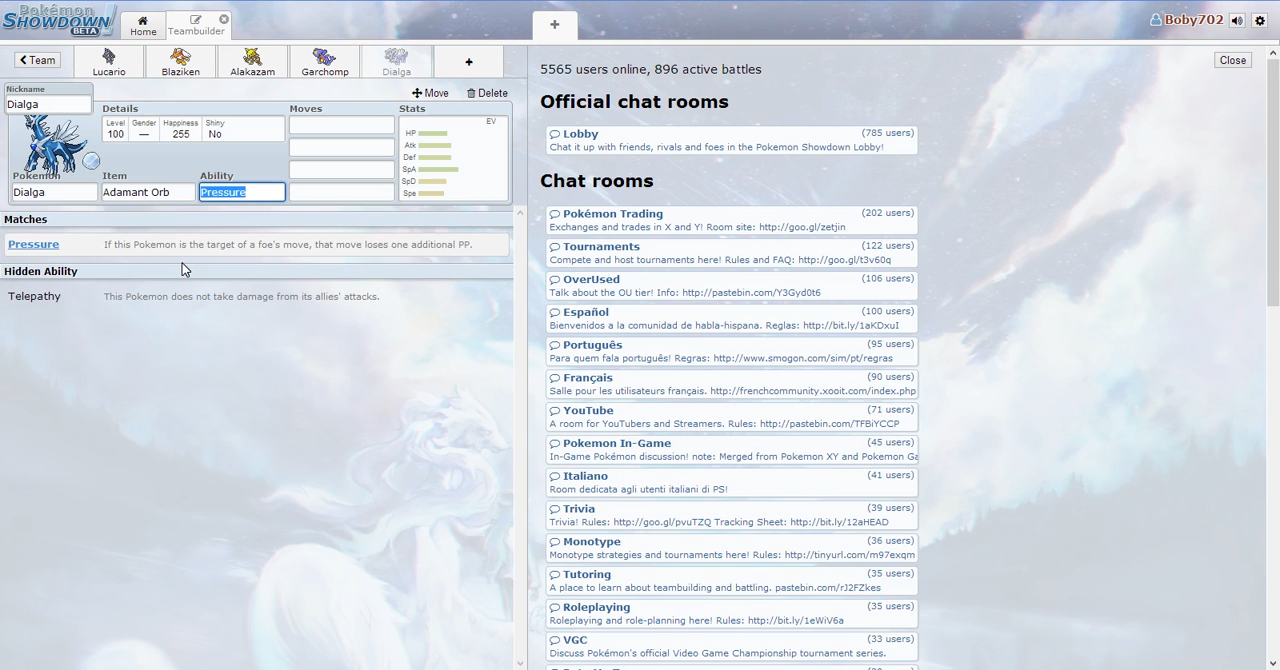 Pokémon
SHOWDOWN!
BETA
Home
Teambuilder
+
Boby702
Team
Lucario
Blaziken
Alakazam
Garchomp
Dialga
+
Move
Delete
Nickname
Dialga
Details
Level
100
Gender
—
Happiness
255
Shiny
No
Moves
Stats
EV
HP
Atk
Def
SpA
SpD
Spe
Pokemon
Dialga
Item
Adamant Orb
Ability
Pressure
Matches
Pressure
If this Pokemon is the target of a foe's move, that move loses one additional PP.
Hidden Ability
Telepathy
This Pokemon does not take damage from its allies' attacks.
Close
5565 users online, 896 active battles
Official chat rooms
Lobby (785 users)
Chat it up with friends, rivals and foes in the Pokemon Showdown Lobby!
Chat rooms
Pokémon Trading (202 users)
Exchanges and trades in X and Y! Room site: http://goo.gl/zetjin
Tournaments (122 users)
Compete and host tournaments here! Rules and FAQ: http://goo.gl/t3v60q
OverUsed (106 users)
Talk about the OU tier! Info: http://pastebin.com/Y3Gyd0t6
Español (100 users)
Bienvenidos a la comunidad de habla-hispana. Reglas: http://bit.ly/1aKDxuI
Português (95 users)
Para quem fala português! Regras: http://www.smogon.com/sim/pt/regras
Français (90 users)
Salle pour les utilisateurs français. http://frenchcommunity.xooit.com/index.php
YouTube (71 users)
A room for YouTubers and Streamers. Rules: http://pastebin.com/TFBiYCCP
Pokemon In-Game (45 users)
In-Game Pokémon discussion! note: Merged from Pokemon XY and Pokemon Ga
Italiano (41 users)
Room dedicata agli utenti italiani di PS!
Trivia (39 users)
Trivia! Rules: http://goo.gl/pvuTZQ Tracking Sheet: http://bit.ly/12aHEAD
Monotype (36 users)
Monotype strategies and tournaments here! Rules: http://tinyurl.com/m97exqm
Tutoring (35 users)
A place to learn about teambuilding and battling. pastebin.com/rJ2FZkes
Roleplaying (35 users)
Roleplaying and role-planning here! Rules: http://bit.ly/1eWiV6a
VGC (33 users)
Discuss Pokémon's official Video Game Championship tournament series.